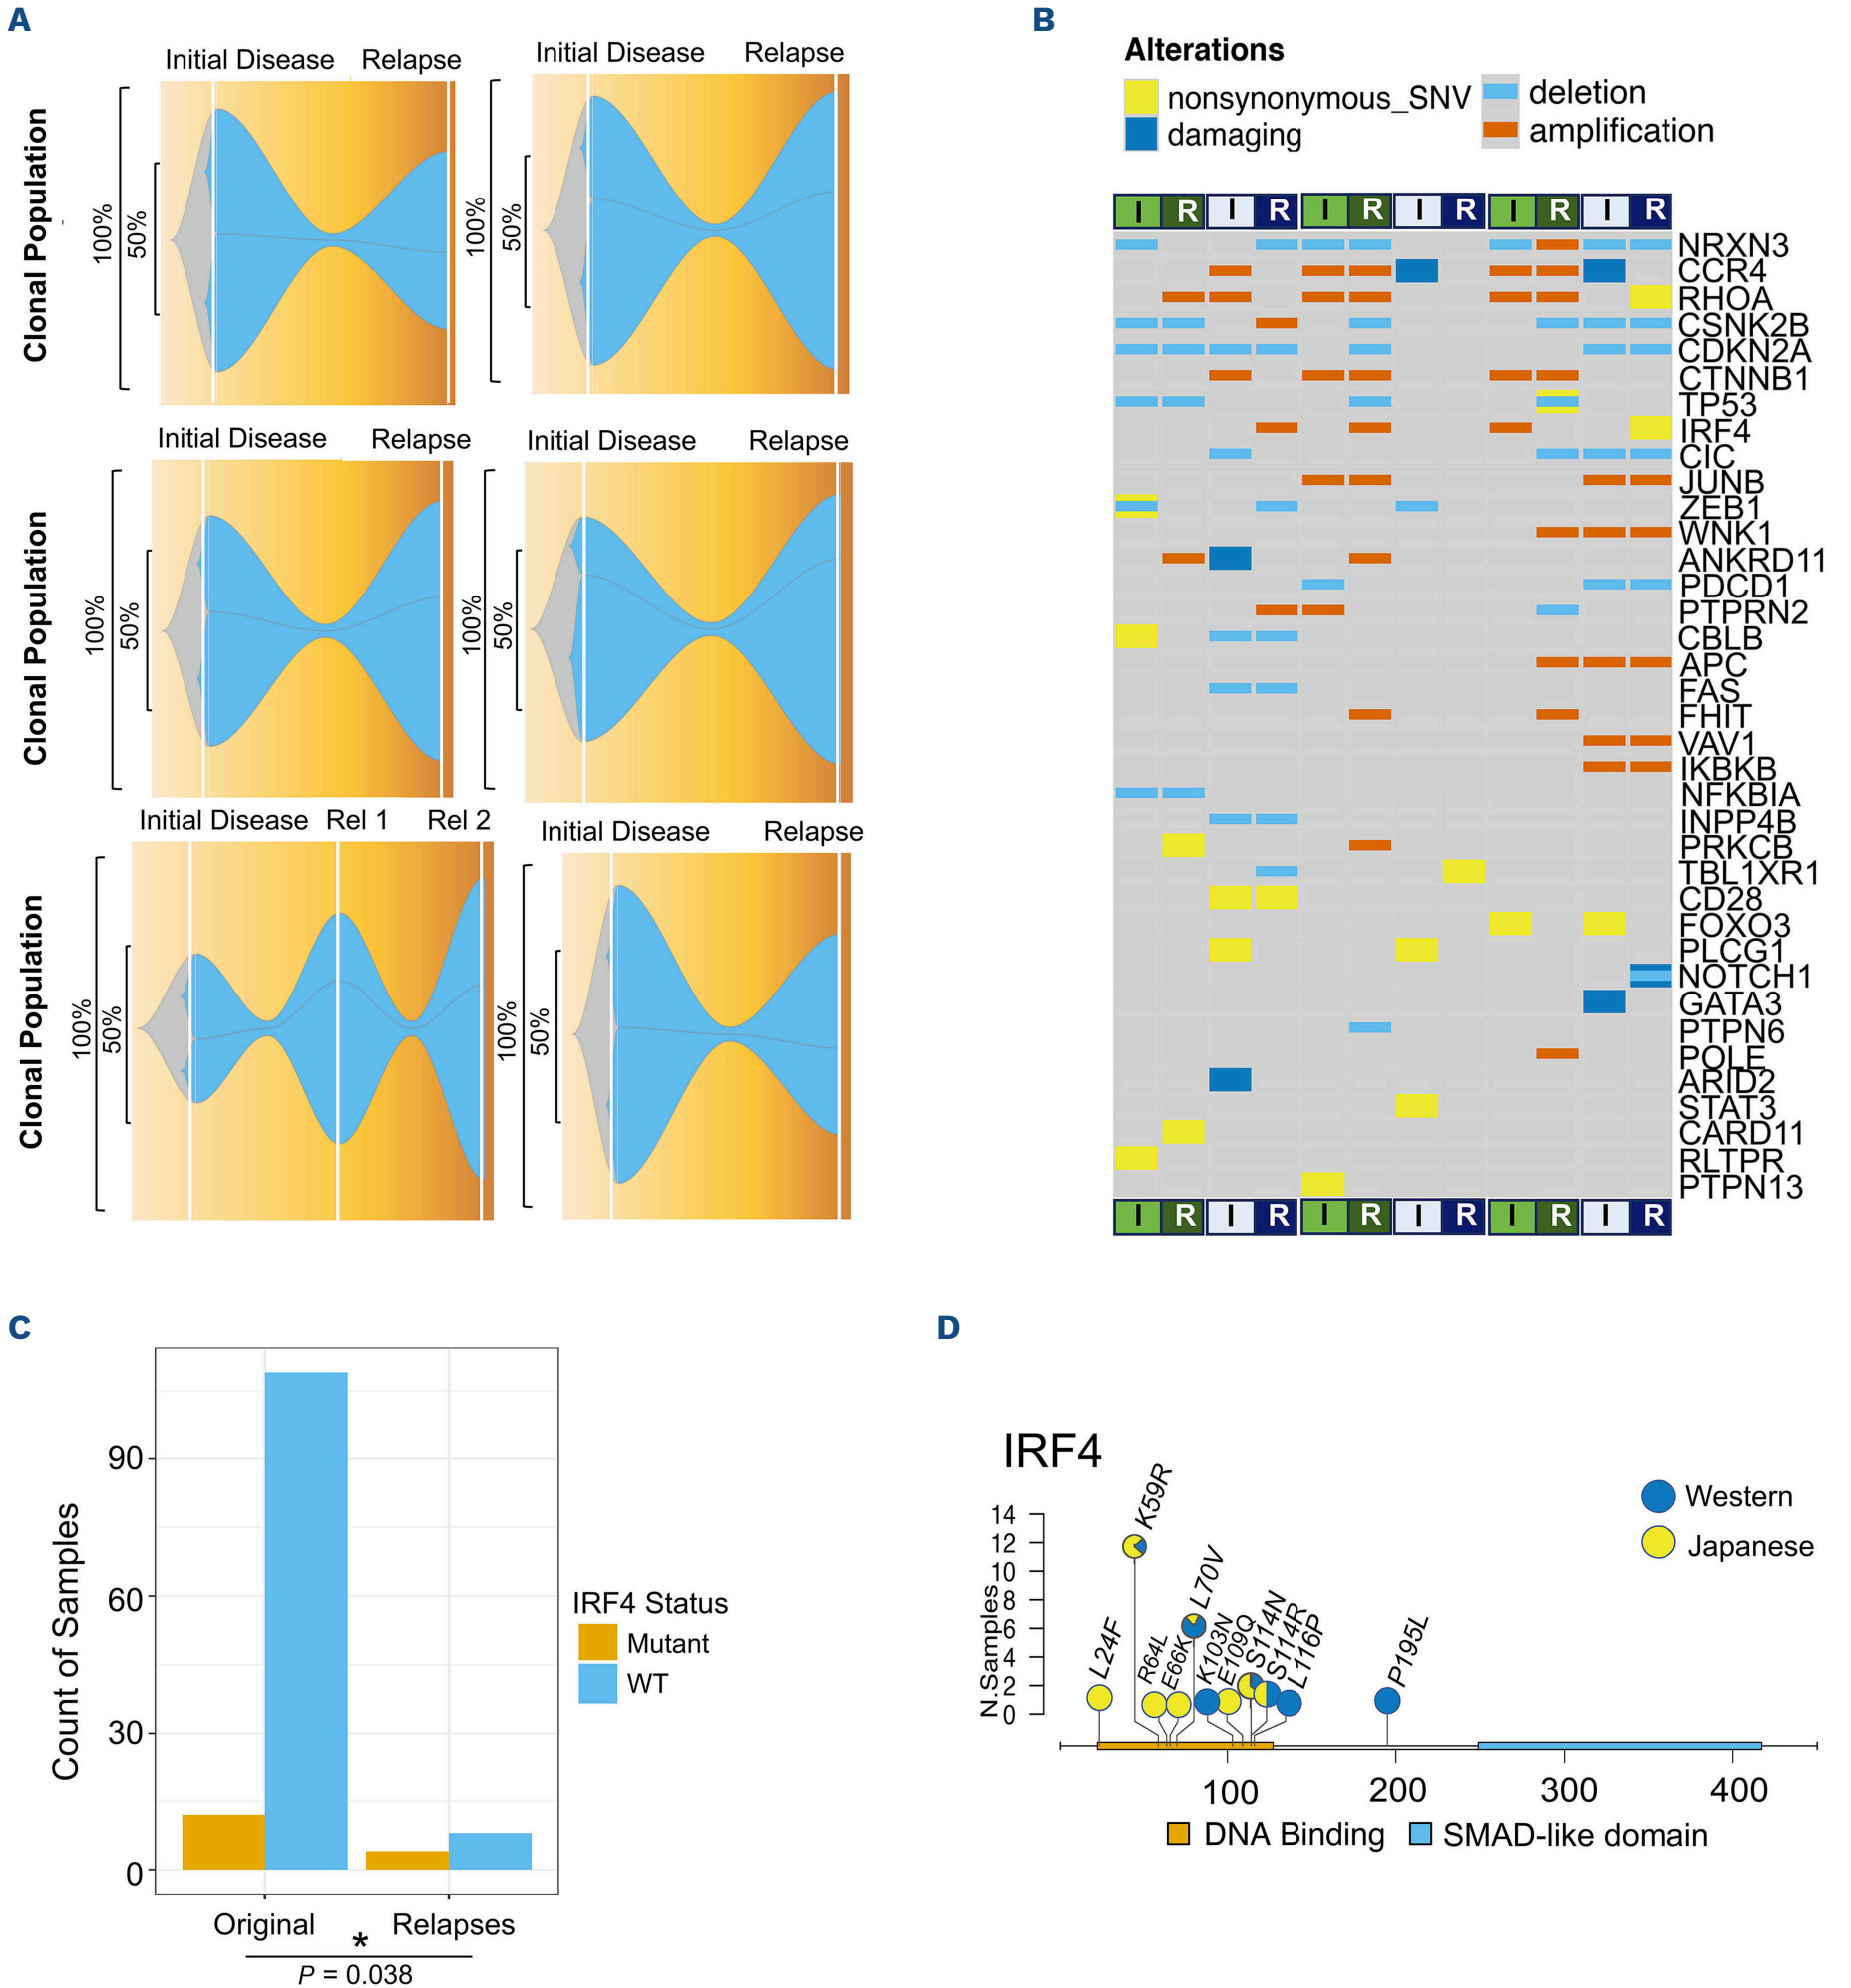 A
Initial Disease Relapse
Initial Disease Relapse
Clonal Population
100%
50%
100%
50%
Initial Disease Relapse
Initial Disease Relapse
Clonal Population
100%
50%
100%
50%
Initial Disease Rel 1 Rel 2
Initial Disease Relapse
Clonal Population
100%
50%
100%
50%
B
Alterations
nonsynonymous_SNV
damaging
deletion
amplification
I R I R I R I R I R I R
NRXN3
CCR4
RHOA
CSNK2B
CDKN2A
CTNNB1
TP53
IRF4
CIC
JUNB
ZEB1
WNK1
ANKRD11
PDCD1
PTPRN2
CBLB
APC
FAS
FHIT
VAV1
IKBKB
NFKBIA
INPP4B
PRKCB
TBL1XR1
CD28
FOXO3
PLCG1
NOTCH1
GATA3
PTPN6
POLE
ARID2
STAT3
CARD11
RLTPR
PTPN13
I R I R I R I R I R I R
C
Count of Samples
90
60
30
0
Original Relapses
*
P = 0.038
IRF4 Status
Mutant
WT
D
IRF4
N.Samples
14
12
10
8
6
4
2
0
L24F
K59R
R64L
E66K
L70V
K103N
E109Q
S114N
S114R
L116P
P195L
Western
Japanese
100 200 300 400
DNA Binding SMAD-like domain